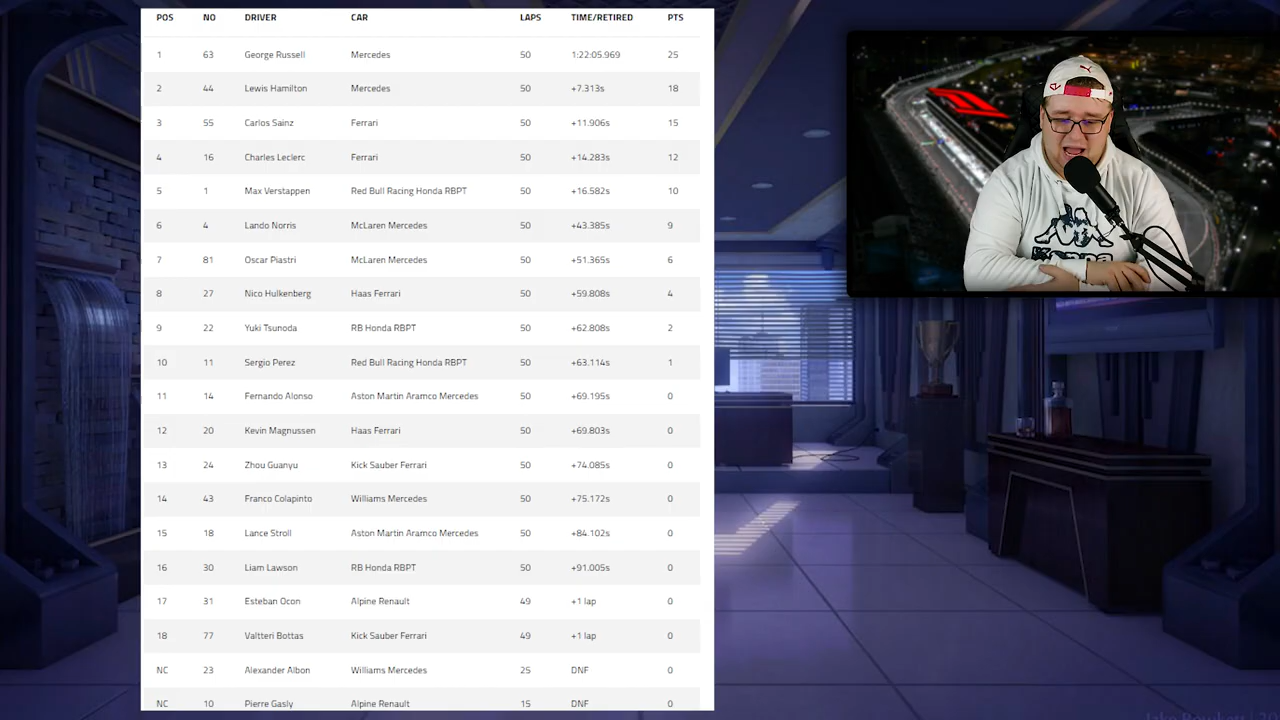 POS NO DRIVER CAR LAPS TIME/RETIRED PTS
1 63 George Russell Mercedes 50 1:22:05.969 25
2 44 Lewis Hamilton Mercedes 50 +7.313s 18
3 55 Carlos Sainz Ferrari 50 +11.906s 15
4 16 Charles Leclerc Ferrari 50 +14.283s 12
5 1 Max Verstappen Red Bull Racing Honda RBPT 50 +16.582s 10
6 4 Lando Norris McLaren Mercedes 50 +43.385s 9
7 81 Oscar Piastri McLaren Mercedes 50 +51.365s 6
8 27 Nico Hulkenberg Haas Ferrari 50 +59.808s 4
9 22 Yuki Tsunoda RB Honda RBPT 50 +62.808s 2
10 11 Sergio Perez Red Bull Racing Honda RBPT 50 +63.114s 1
11 14 Fernando Alonso Aston Martin Aramco Mercedes 50 +69.195s 0
12 20 Kevin Magnussen Haas Ferrari 50 +69.803s 0
13 24 Zhou Guanyu Kick Sauber Ferrari 50 +74.085s 0
14 43 Franco Colapinto Williams Mercedes 50 +75.172s 0
15 18 Lance Stroll Aston Martin Aramco Mercedes 50 +84.102s 0
16 30 Liam Lawson RB Honda RBPT 50 +91.005s 0
17 31 Esteban Ocon Alpine Renault 49 +1 lap 0
18 77 Valtteri Bottas Kick Sauber Ferrari 49 +1 lap 0
NC 23 Alexander Albon Williams Mercedes 25 DNF 0
NC 10 Pierre Gasly Alpine Renault 15 DNF 0